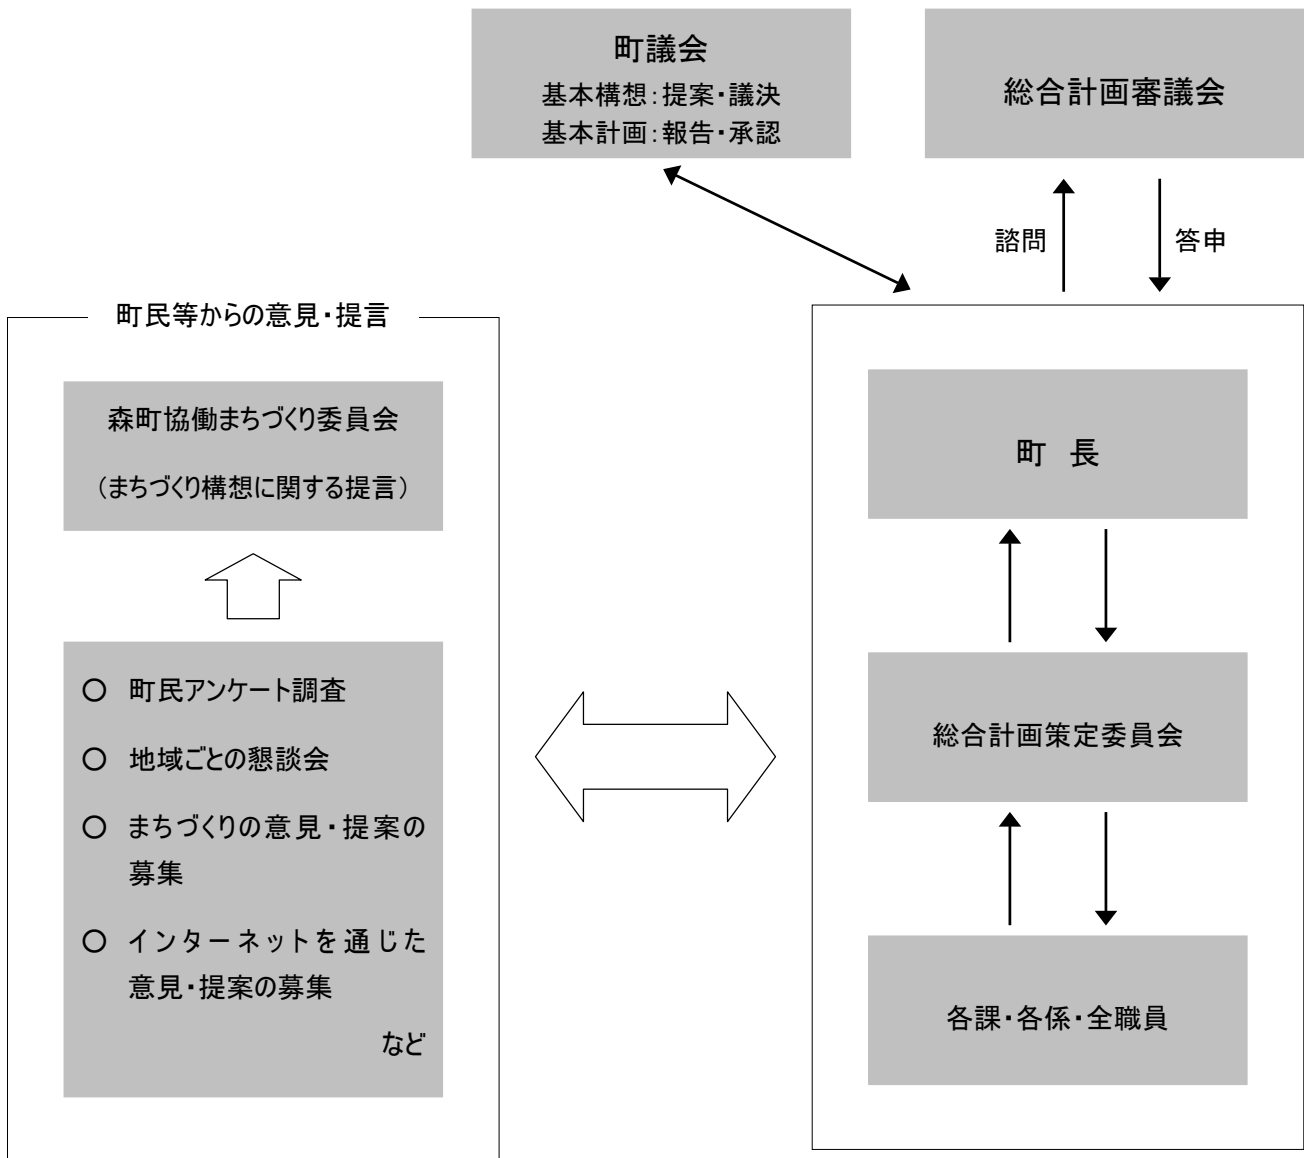 町議会
基本構想:提案・議決
基本計画:報告・承認
総合計画審議会
諮問
答申
町民等からの意見・提言
森町協働まちづくり委員会
(まちづくり構想に関する提言)
○ 町民アンケート調査
○ 地域ごとの懇談会
○ まちづくりの意見・提案の
募集
○ インターネットを通じた
意見・提案の募集
など
町 長
総合計画策定委員会
各課・各係・全職員